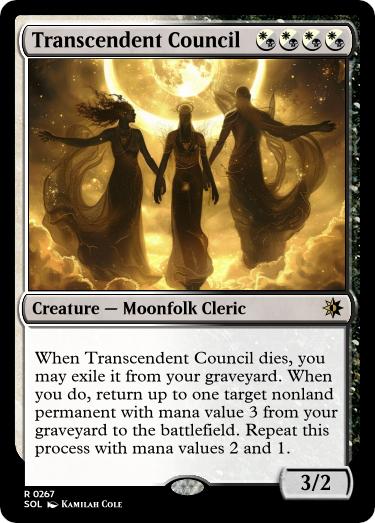 Transcendent Council
Creature — Moonfolk Cleric
When Transcendent Council dies, you
may exile it from your graveyard. When
you do, return up to one target nonland
permanent with mana value 3 from your
graveyard to the battlefield. Repeat this
process with mana values 2 and 1.
3/2
R 0267
SOL Kamilah Cole